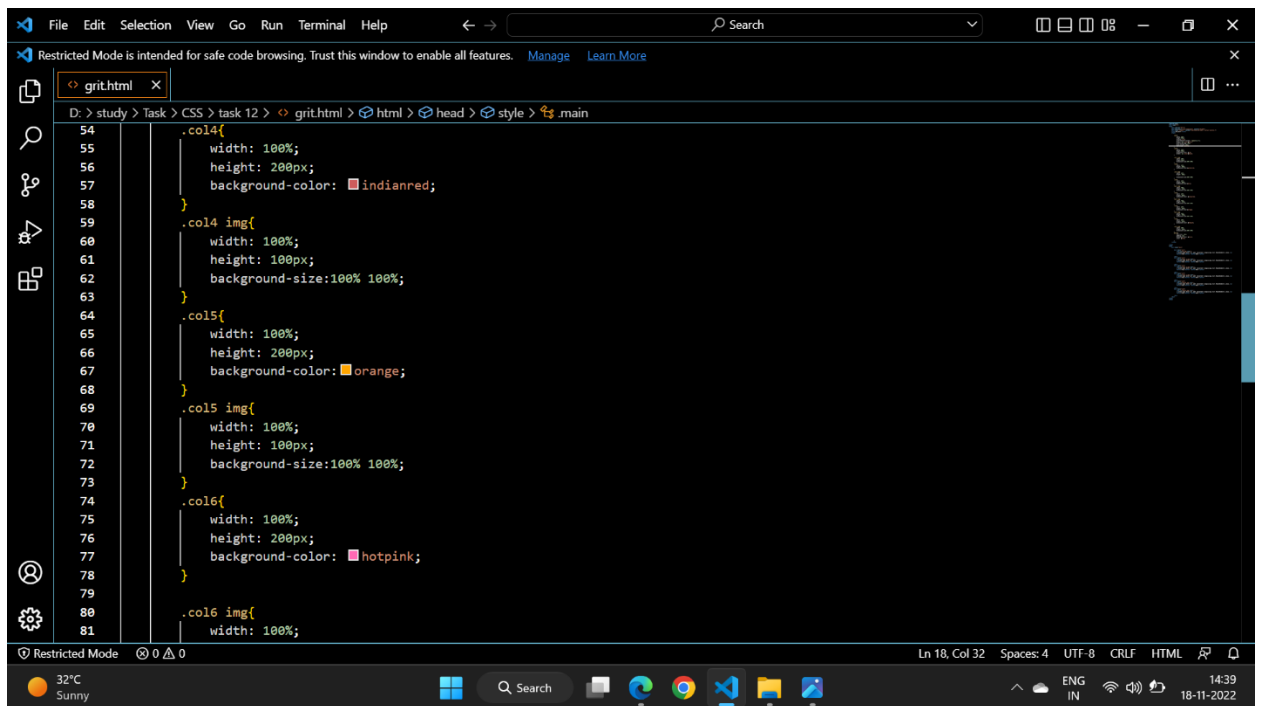 File Edit Selection View Go Run Terminal Help Search
Restricted Mode is intended for safe code browsing. Trust this window to enable all features. Manage Learn More
grit.html
D: > study > Task > CSS > task 12 > grit.html > html > head > style > .main
54 .col4{
55 width: 100%;
56 height: 200px;
57 background-color: indianred;
58 }
59 .col4 img{
60 width: 100%;
61 height: 100px;
62 background-size:100% 100%;
63 }
64 .col5{
65 width: 100%;
66 height: 200px;
67 background-color:orange;
68 }
69 .col5 img{
70 width: 100%;
71 height: 100px;
72 background-size:100% 100%;
73 }
74 .col6{
75 width: 100%;
76 height: 200px;
77 background-color: hotpink;
78 }
79
80 .col6 img{
81 width: 100%;
Restricted Mode 0 0 Ln 18, Col 32 Spaces: 4 UTF-8 CRLF HTML
32°C
Sunny
Search
ENG
IN
14:39
18-11-2022